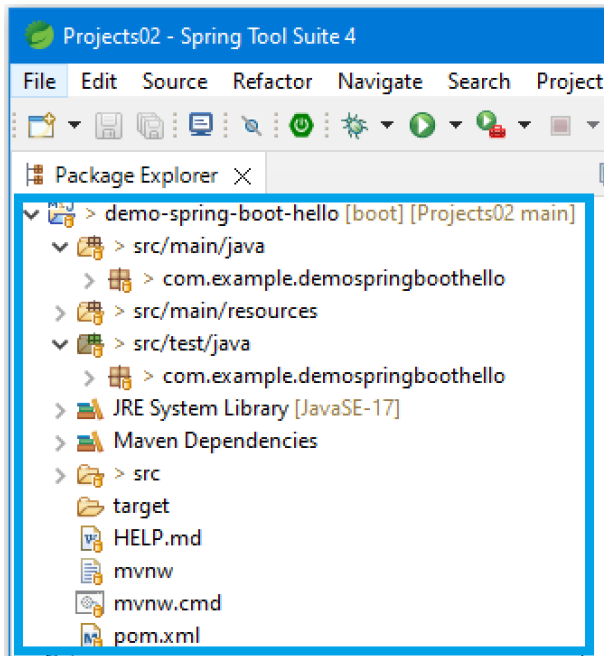 Projects02 - Spring Tool Suite 4
File Edit Source Refactor Navigate Search Project
Package Explorer
> demo-spring-boot-hello [boot] [Projects02 main]
> src/main/java
> com.example.demospringboothello
> src/main/resources
> src/test/java
> com.example.demospringboothello
JRE System Library [JavaSE-17]
Maven Dependencies
> src
target
HELP.md
mvnw
mvnw.cmd
pom.xml